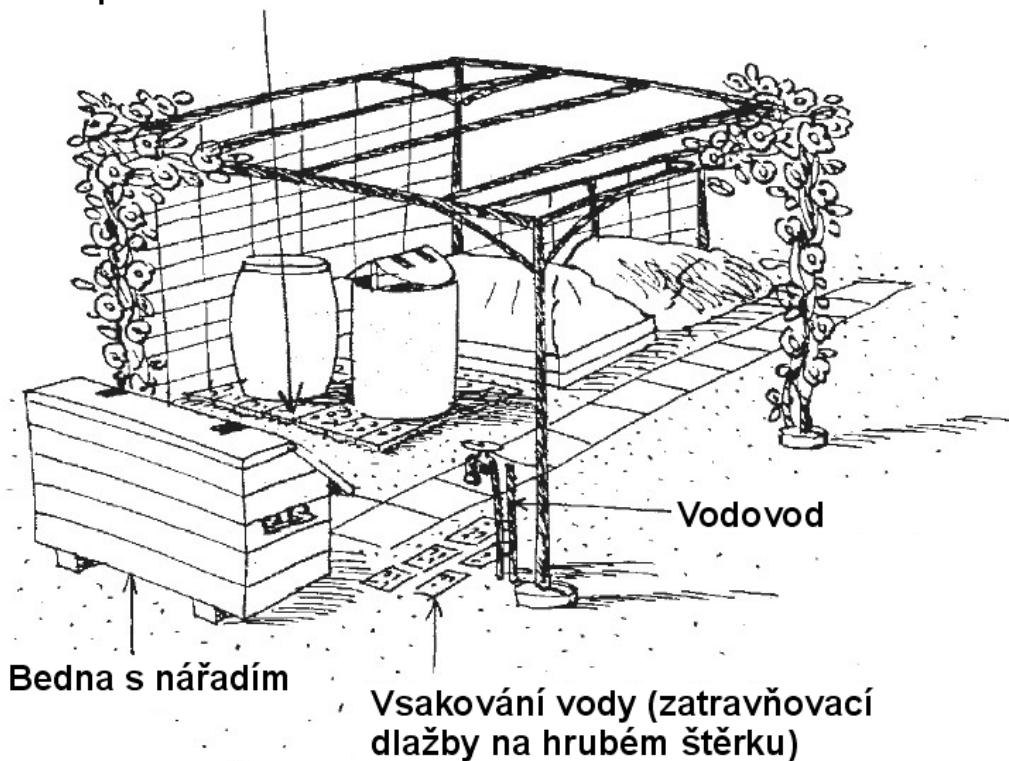 Vodovod
Bedna s nářadím
Vsakování vody (zatravňovací
dlažby na hrubém štěrku)